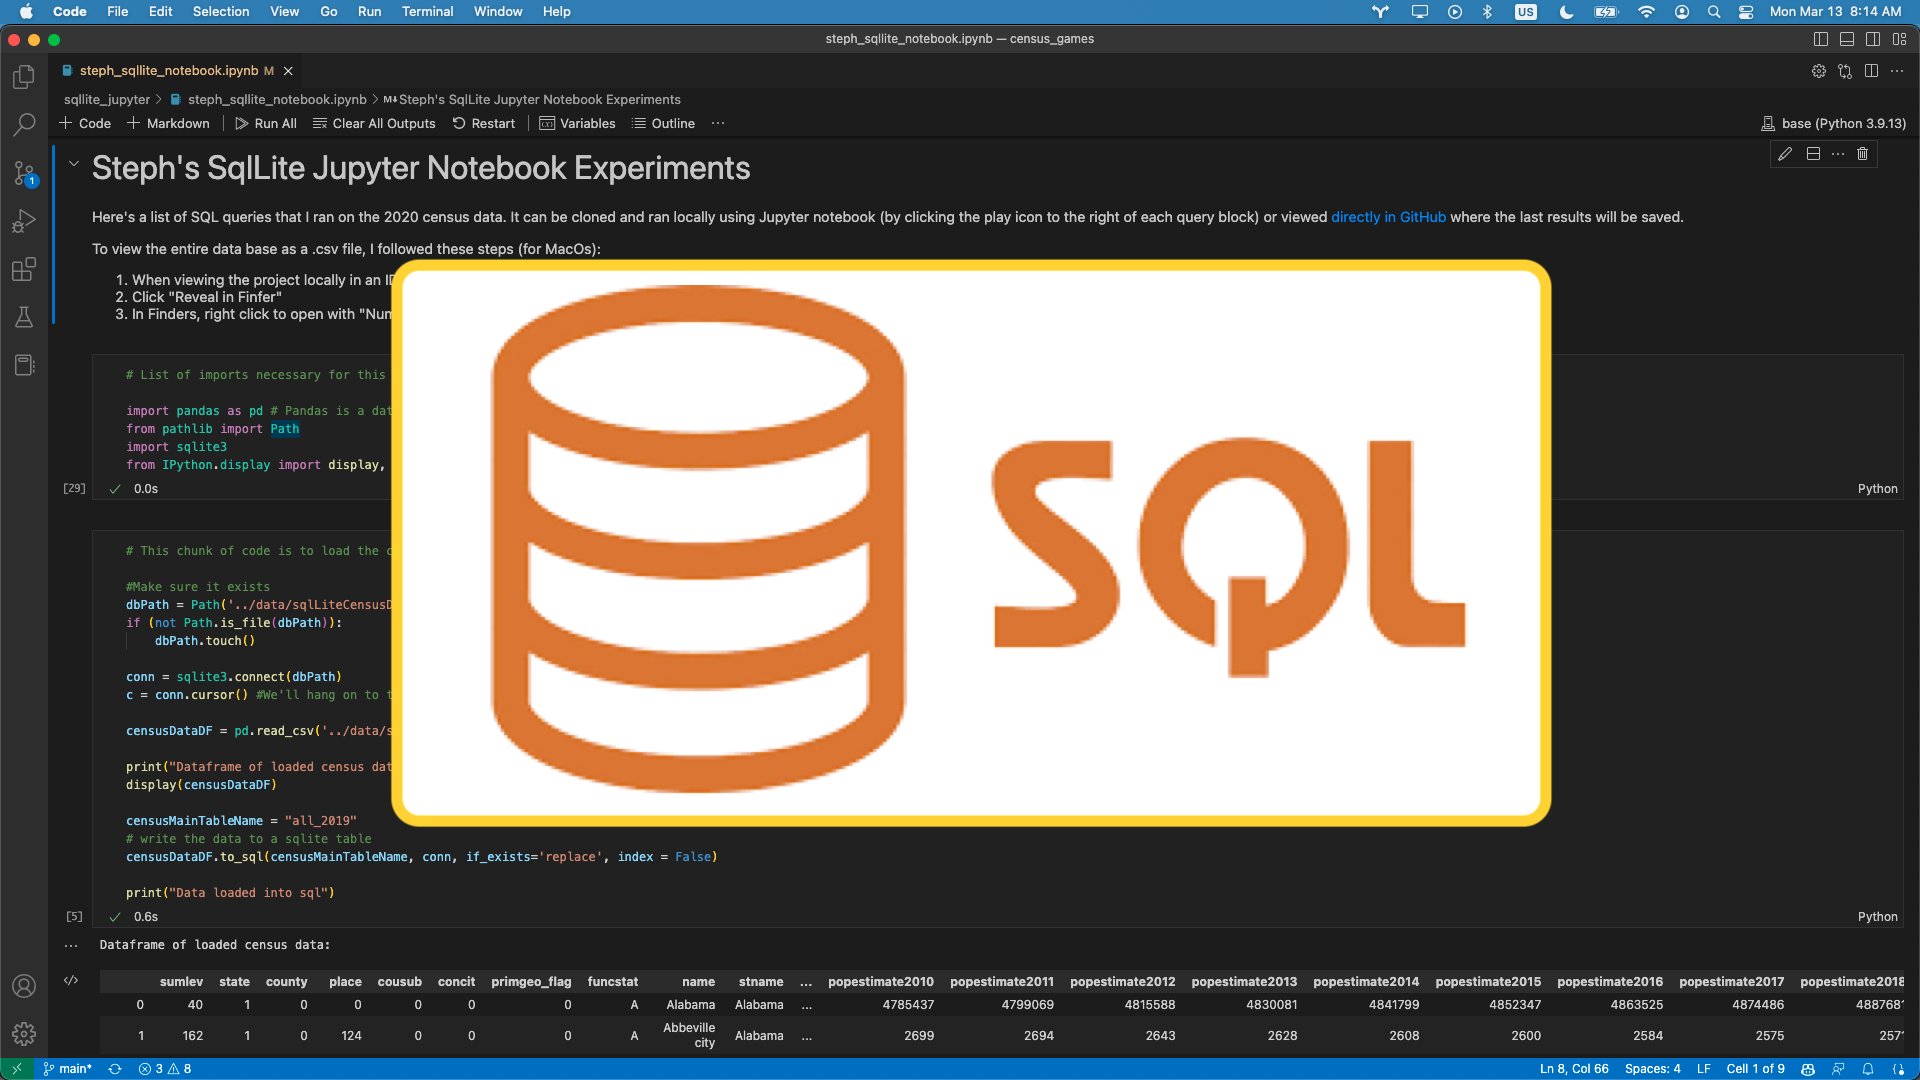 Code File Edit Selection View Go Run Terminal Window Help US Mon Mar 13 8:14 AM
steph_sqllite_notebook.ipynb — census_games
steph_sqllite_notebook.ipynb M
sqllite_jupyter > steph_sqllite_notebook.ipynb > M↓Steph's SqlLite Jupyter Notebook Experiments
+ Code + Markdown Run All Clear All Outputs Restart Variables Outline ... base (Python 3.9.13)
Steph's SqlLite Jupyter Notebook Experiments
Here's a list of SQL queries that I ran on the 2020 census data. It can be cloned and ran locally using Jupyter notebook (by clicking the play icon to the right of each query block) or viewed directly in GitHub where the last results will be saved.
To view the entire data base as a .csv file, I followed these steps (for MacOs):
1. When viewing the project locally in an
2. Click "Reveal in Finfer"
3. In Finders, right click to open with "Num
# List of imports necessary for this
import pandas as pd # Pandas is a dat
from pathlib import Path
import sqlite3
from IPython.display import display,
[29] 0.0s Python
# This chunk of code is to load the c
#Make sure it exists
dbPath = Path('../data/sqlLiteCensusD
if (not Path.is_file(dbPath)):
dbPath.touch()
conn = sqlite3.connect(dbPath)
c = conn.cursor() #We'll hang on to t
censusDataDF = pd.read_csv('../data/s
print("Dataframe of loaded census dat
display(censusDataDF)
censusMainTableName = "all_2019"
# write the data to a sqlite table
censusDataDF.to_sql(censusMainTableName, conn, if_exists='replace', index = False)
print("Data loaded into sql")
[5] 0.6s Python
SQL
Dataframe of loaded census data:
sumlev state county place cousub concit primgeo_flag funcstat name stname ... popestimate2010 popestimate2011 popestimate2012 popestimate2013 popestimate2014 popestimate2015 popestimate2016 popestimate2017 popestimate2018
0 40 1 0 0 0 0 0 A Alabama Alabama ... 4785437 4799069 4815588 4830081 4841799 4852347 4863525 4874486 488768
1 162 1 0 124 0 0 0 A Abbeville city Alabama ... 2699 2694 2643 2628 2608 2600 2584 2575 257
main* 3 8 Ln 8, Col 66 Spaces: 4 LF Cell 1 of 9